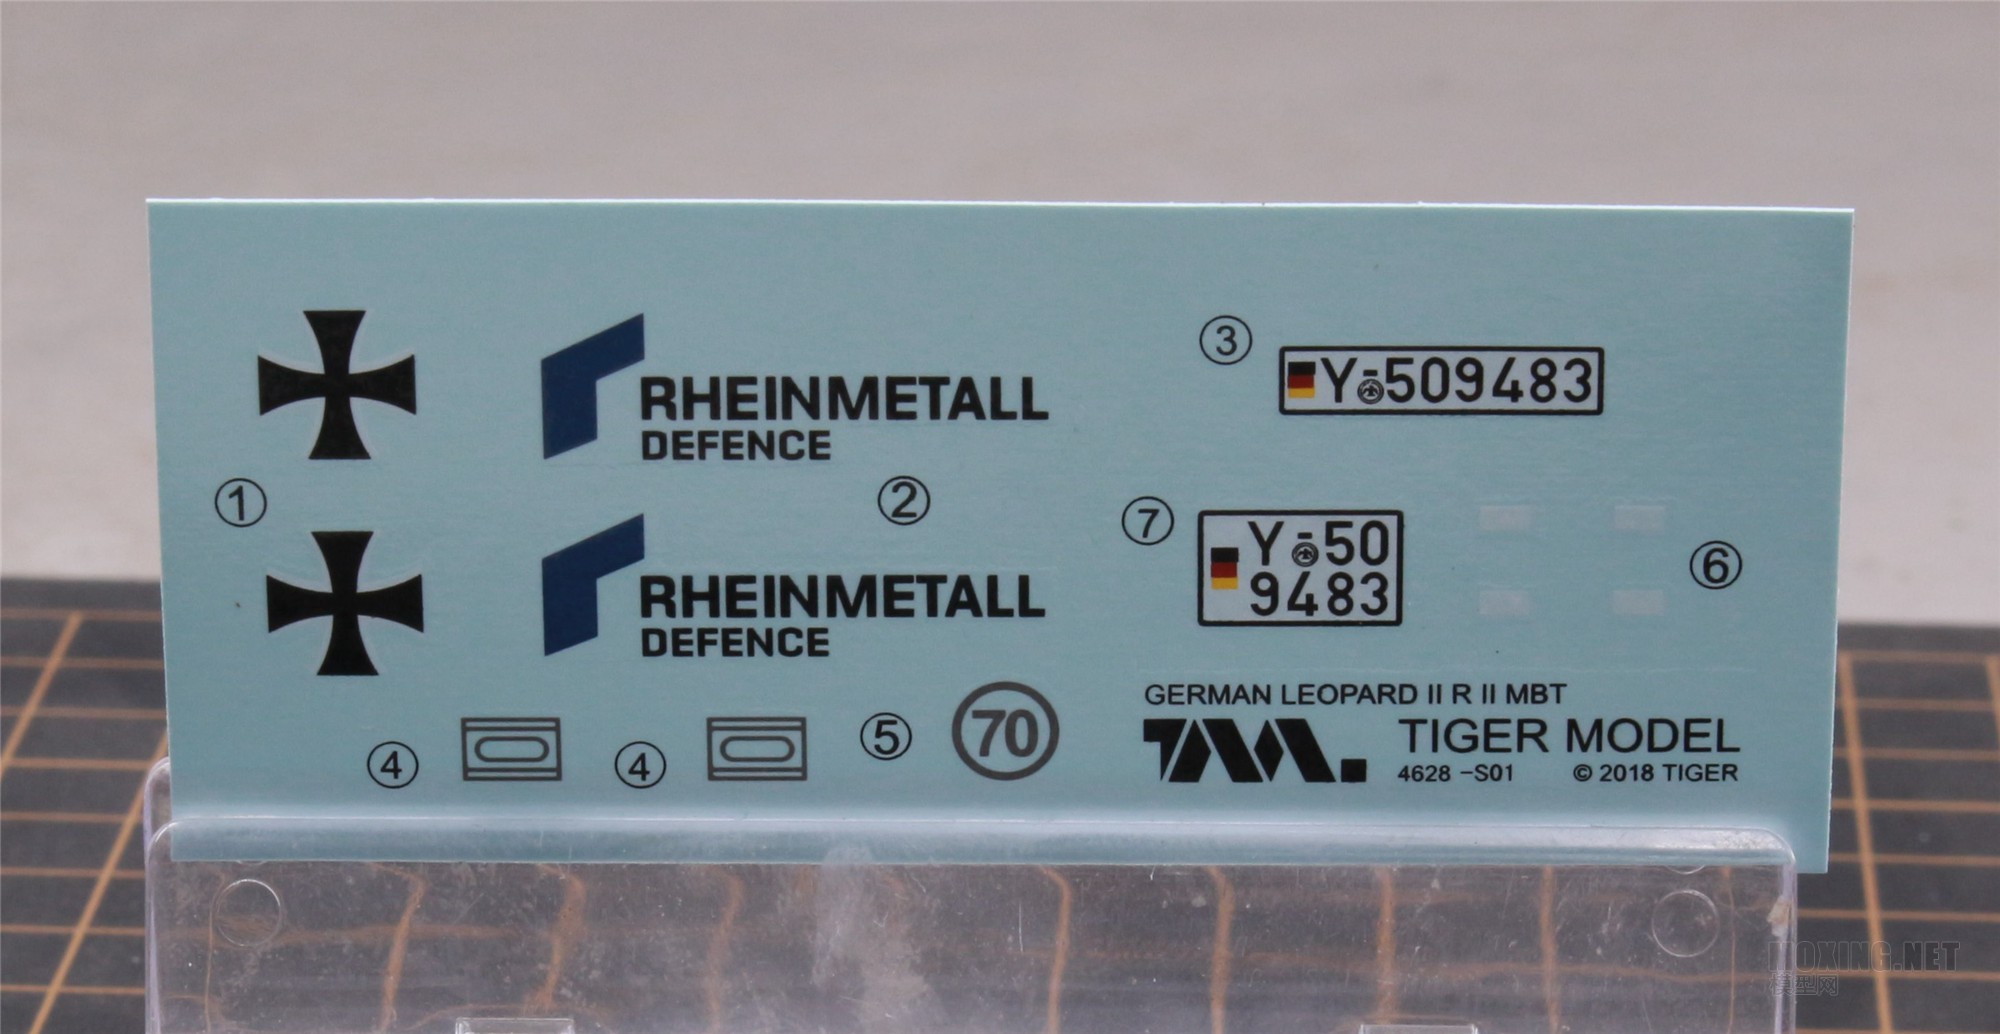 ③
Y-509483
RHEINMETALL
DEFENCE
①
②
⑦
Y-50
9483
⑥
RHEINMETALL
DEFENCE
④
④
⑤
70
GERMAN LEOPARD II R II MBT
TM.
TIGER MODEL
4628 -S01
© 2018 TIGER
MOXING.NET
模型网